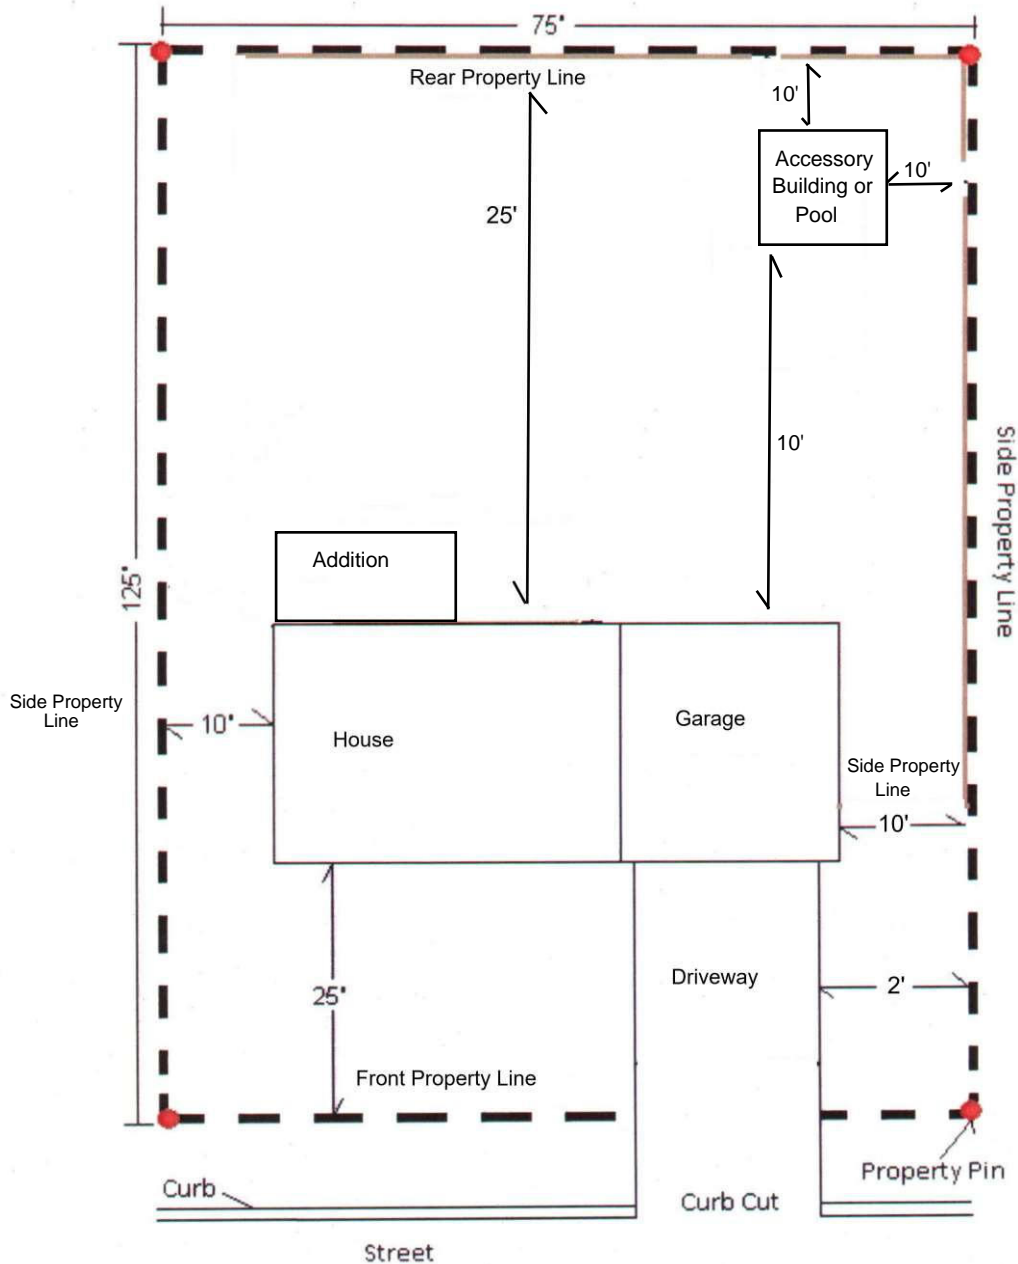 75"
Rear Property Line
10'
Accessory
Building or
Pool
10'
25'
10'
Side Property Line
Addition
125"
Side Property
Line
10"
House
Garage
Side Property
Line
10'
Driveway
2'
25"
Front Property Line
Property Pin
Curb
Curb Cut
Street